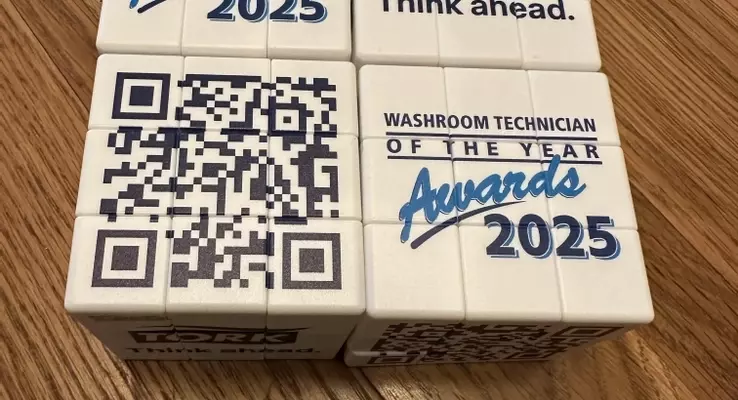 2025
Think ahead.
WASHROOM TECHNICIAN
OF THE YEAR
Awards
2025
TORK
Think ahead.